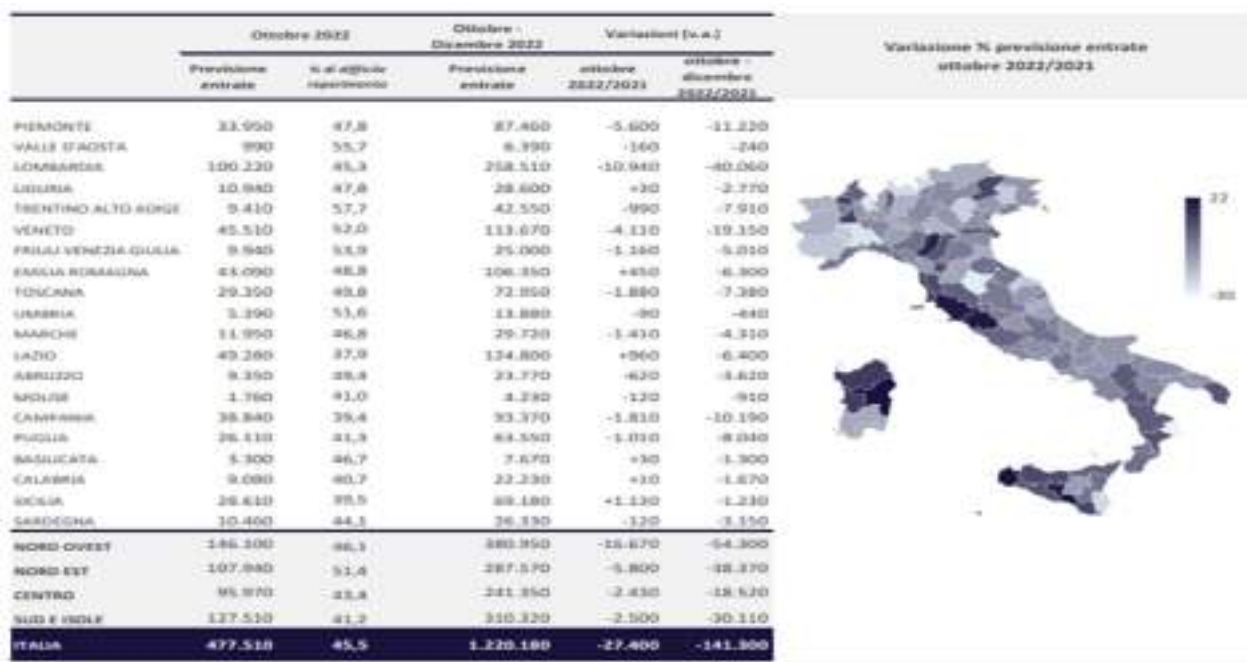 Ottobre 2022 Ottobre - Dicembre 2022 Variazioni (v.a.)
Previsione entrate % di difficile reperimento Previsione entrate ottobre 2022/2021 ottobre - dicembre 2022/2021
PIEMONTE 33.950 47,8 87.460 -5.600 -11.220
VALLE D'AOSTA 990 55,7 6.390 -160 -240
LOMBARDIA 100.220 45,3 258.510 -10.940 -40.060
LIGURIA 10.940 47,8 28.600 +30 -2.770
TRENTINO ALTO ADIGE 9.410 57,7 42.550 -990 -7.910
VENETO 45.510 52,0 113.670 -4.110 -19.150
FRIULI VENEZIA GIULIA 9.940 53,9 25.000 -1.160 -5.010
EMILIA ROMAGNA 43.090 48,8 106.350 +450 -6.300
TOSCANA 29.350 49,8 72.950 -1.880 -7.380
UMBRIA 5.390 51,6 13.880 -90 -440
MARCHE 11.950 46,8 29.720 -1.410 -4.310
LAZIO 49.280 37,9 124.800 +960 -6.400
ABRUZZO 9.350 49,4 23.770 -620 -3.620
MOLISE 1.760 41,0 4.230 -120 -910
CAMPANIA 38.840 39,4 93.370 -1.810 -10.190
PUGLIA 26.110 41,3 63.550 -1.010 -8.040
BASILICATA 3.300 46,7 7.670 +30 -1.300
CALABRIA 9.080 40,7 22.230 +10 -1.670
SICILIA 28.610 39,5 69.180 +1.130 -1.230
SARDEGNA 10.460 44,1 26.330 -120 -3.150
NORD OVEST 146.100 46,1 380.950 -16.670 -54.300
NORD EST 107.940 51,4 287.570 -5.800 -38.370
CENTRO 95.970 43,4 241.350 -2.430 -18.520
SUD E ISOLE 127.510 41,2 310.320 -2.500 -30.110
ITALIA 477.510 45,5 1.220.180 -27.400 -141.300
Variazione % previsione entrate
ottobre 2022/2021
22
-30